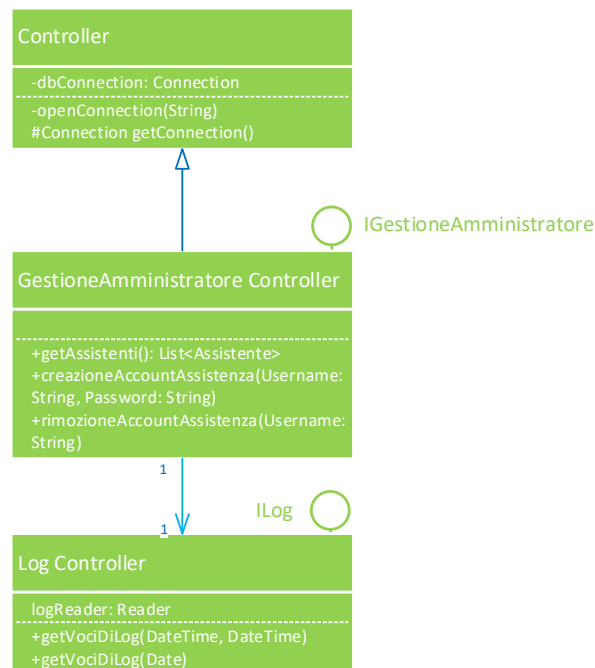 Controller
-dbConnection: Connection
-openConnection(String)
#Connection getConnection()
IGestioneAmministratore
GestioneAmministratore Controller
+getAssistenti(): List<Assistente>
+creazioneAccountAssistenza(Username:
String, Password: String)
+rimozioneAccountAssistenza(Username:
String)
1
ILog
1
Log Controller
logReader: Reader
+getVociDiLog(DateTime, DateTime)
+getVociDiLog(Date)